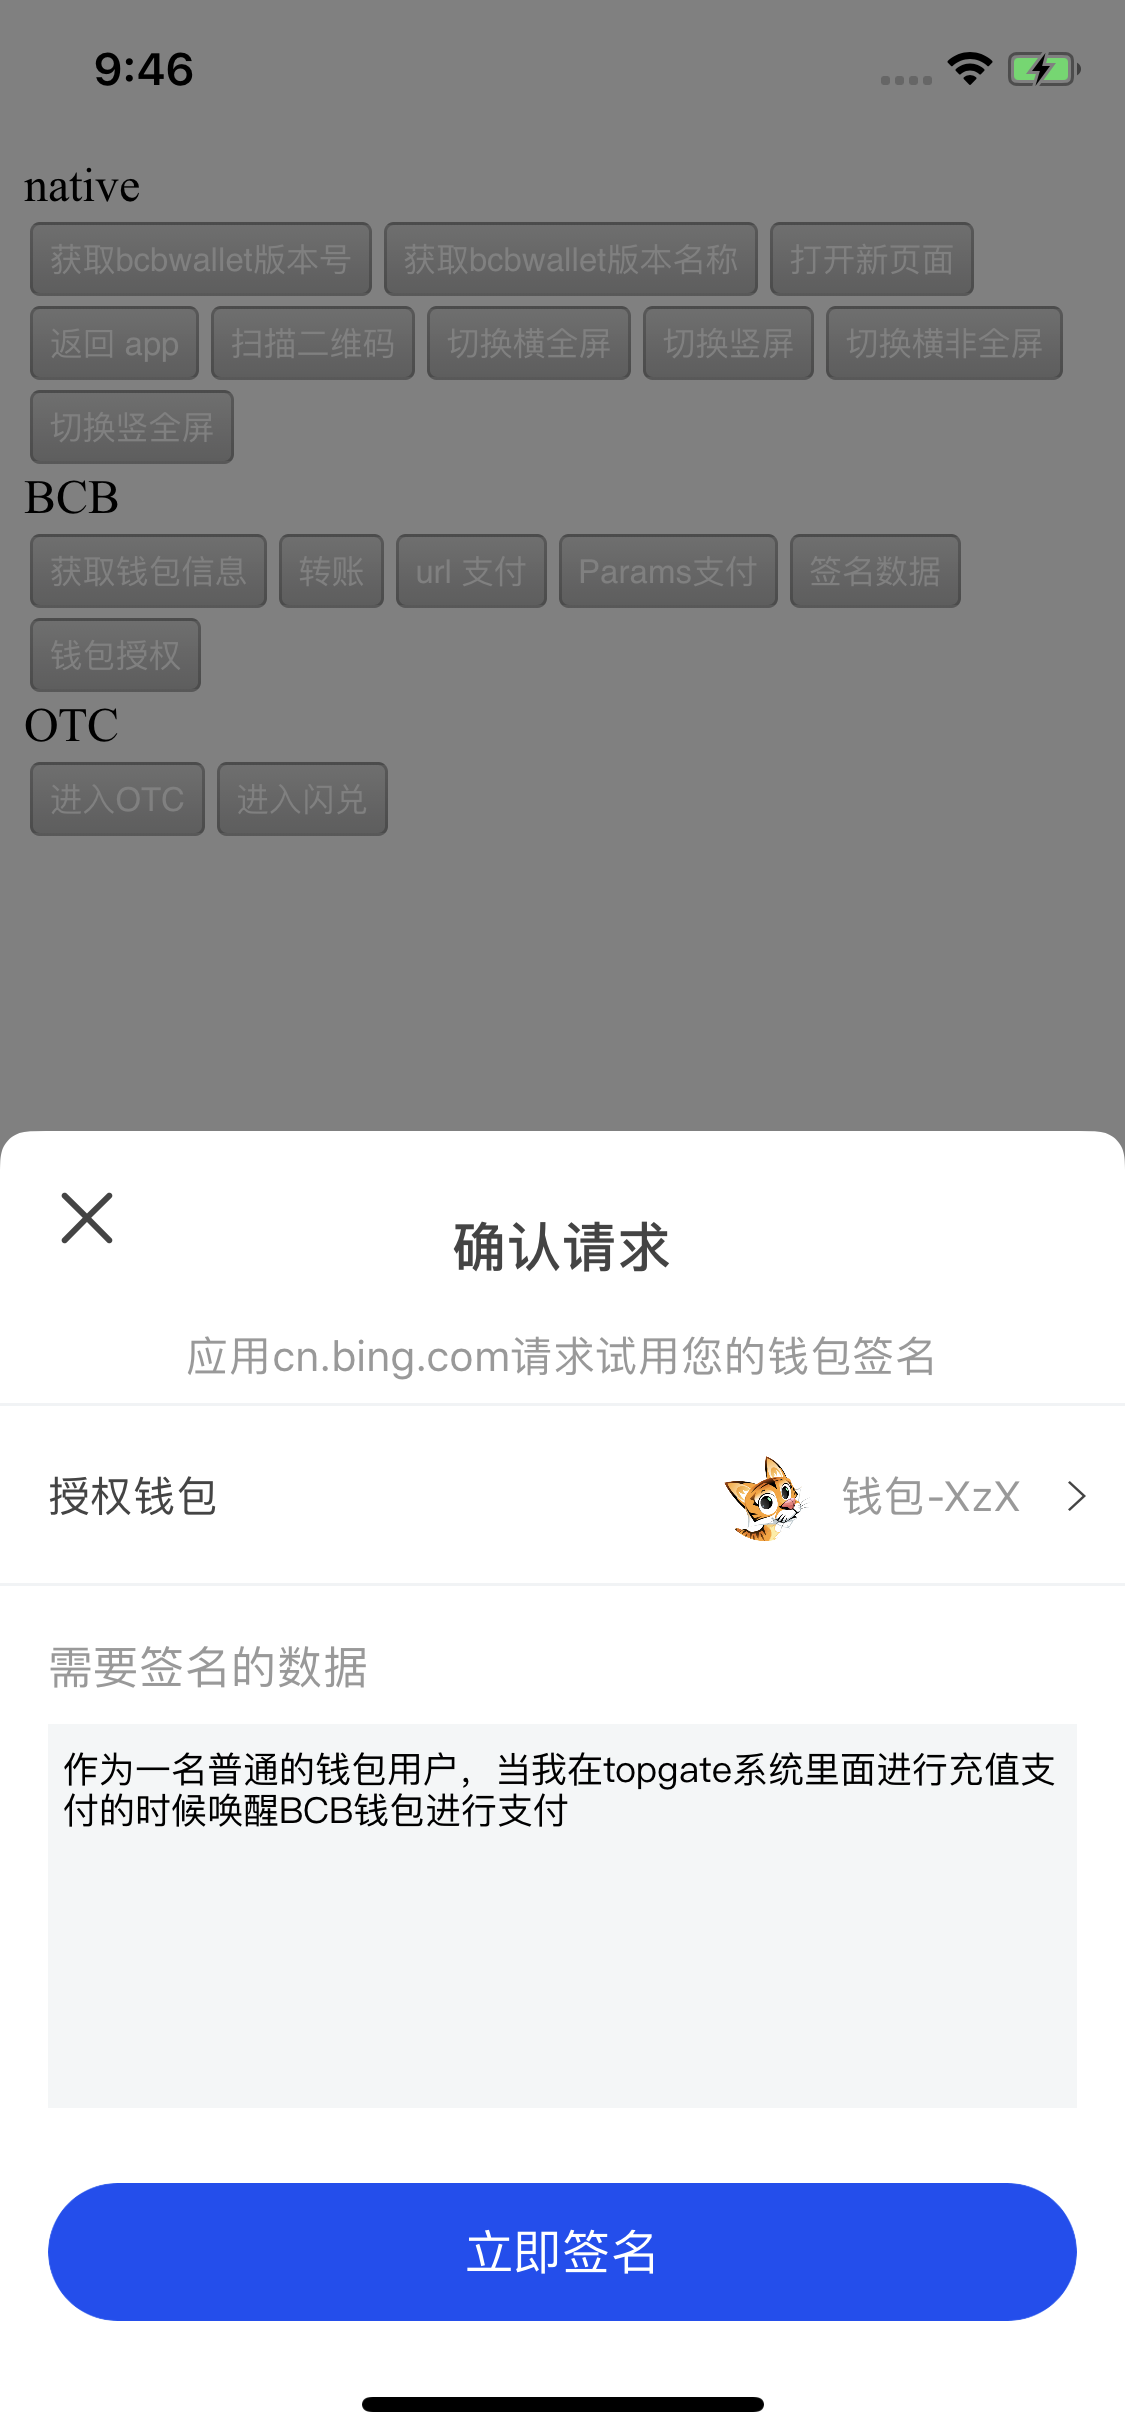 9:46
native
获取bcbwallet版本号 获取bcbwallet版本名称 打开新页面
返回 app 扫描二维码 切换横全屏 切换竖屏 切换横非全屏
切换竖全屏
BCB
获取钱包信息 转账 url 支付 Params支付 签名数据
钱包授权
OTC
进入OTC 进入闪兑
确认请求
应用cn.bing.com请求试用您的钱包签名
授权钱包 钱包-XzX
需要签名的数据
作为一名普通的钱包用户，当我在topgate系统里面进行充值支
付的时候唤醒BCB钱包进行支付
立即签名